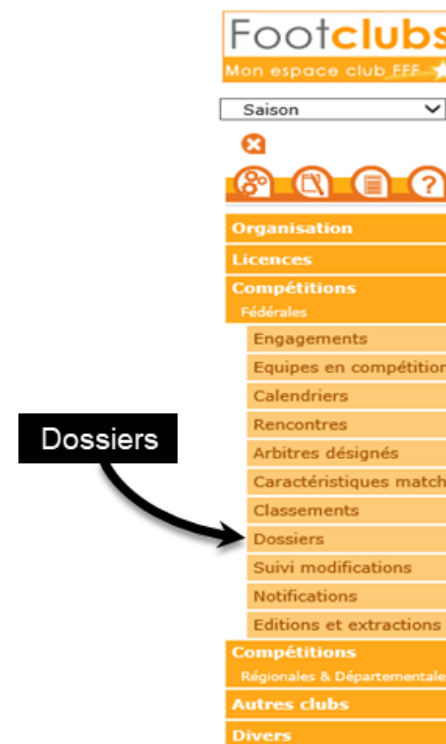 Footclubs
Mon espace club FFF
Saison
?
Organisation
Licences
Compétitions
Fédérales
Engagements
Equipes en compétition
Calendriers
Rencontres
Arbitres désignés
Caractéristiques match
Classements
Dossiers
Dossiers
Suivi modifications
Notifications
Editions et extractions
Compétitions
Régionales & Départementale
Autres clubs
Divers